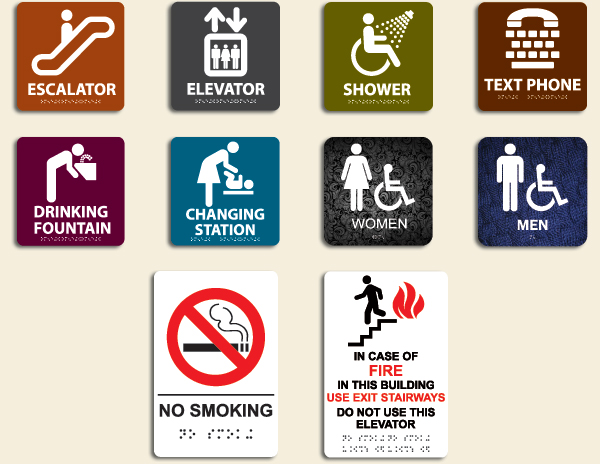 ESCALATOR
ELEVATOR
SHOWER
TEXT PHONE
DRINKING
FOUNTAIN
CHANGING
STATION
WOMEN
MEN
NO SMOKING
IN CASE OF
FIRE
IN THIS BUILDING
USE EXIT STAIRWAYS
DO NOT USE THIS
ELEVATOR